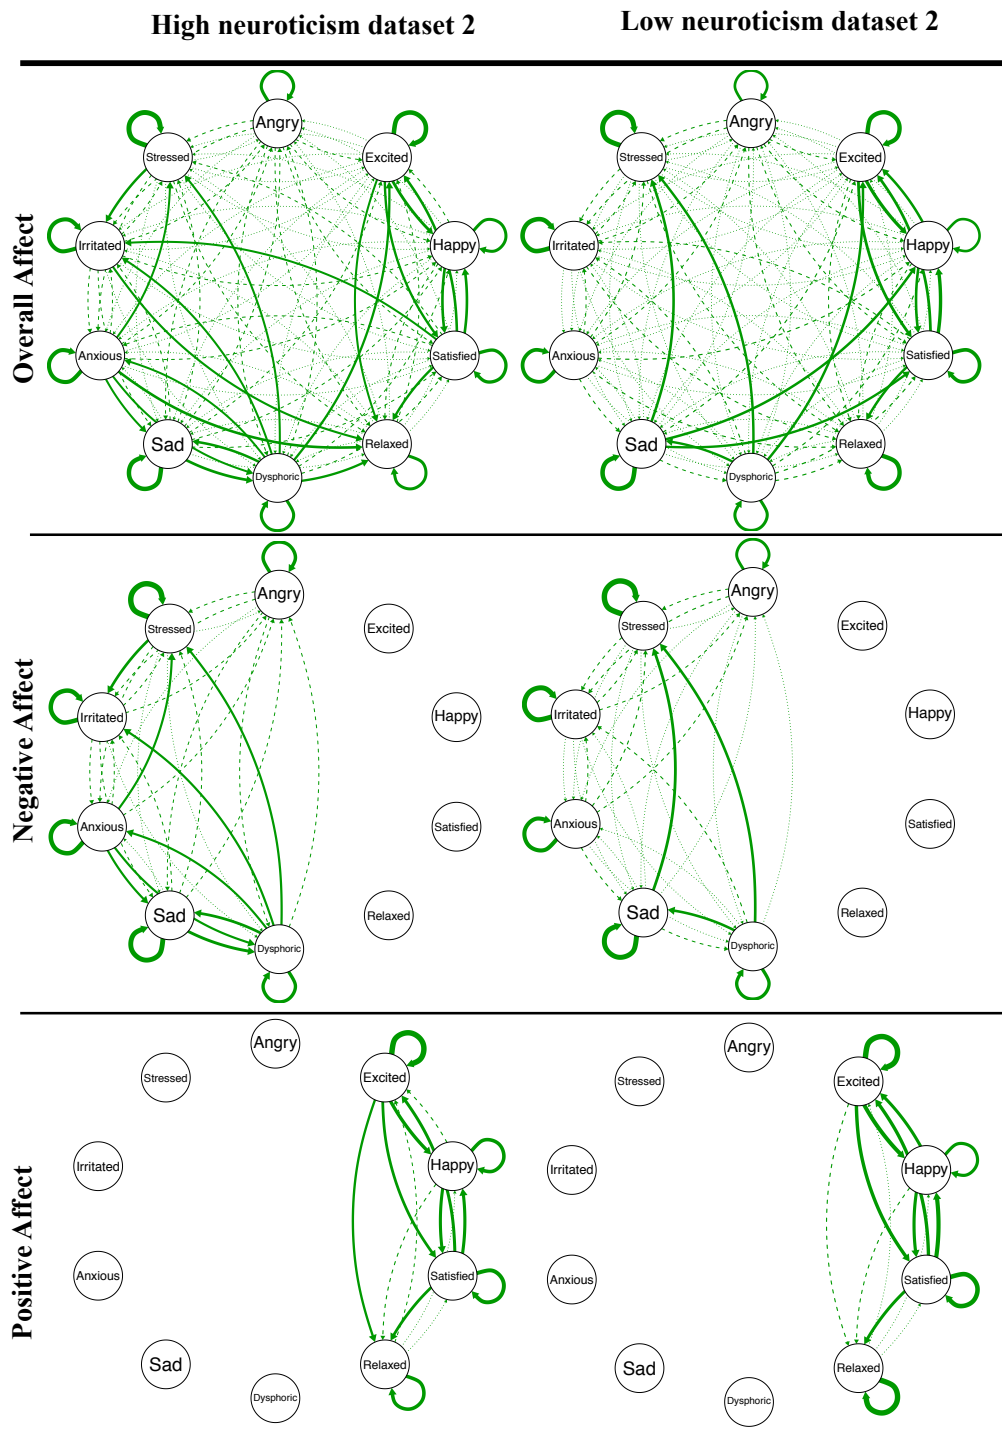 High neuroticism dataset 2
Low neuroticism dataset 2
Overall Affect
Angry
Stressed
Excited
Irritated
Happy
Anxious
Satisfied
Sad
Relaxed
Dysphoric
Angry
Stressed
Excited
Irritated
Happy
Anxious
Satisfied
Sad
Relaxed
Dysphoric
Negative Affect
Angry
Stressed
Excited
Irritated
Happy
Anxious
Satisfied
Sad
Relaxed
Dysphoric
Angry
Stressed
Excited
Irritated
Happy
Anxious
Satisfied
Sad
Relaxed
Dysphoric
Positive Affect
Angry
Stressed
Excited
Irritated
Happy
Anxious
Satisfied
Sad
Relaxed
Dysphoric
Angry
Stressed
Excited
Irritated
Happy
Anxious
Satisfied
Sad
Relaxed
Dysphoric